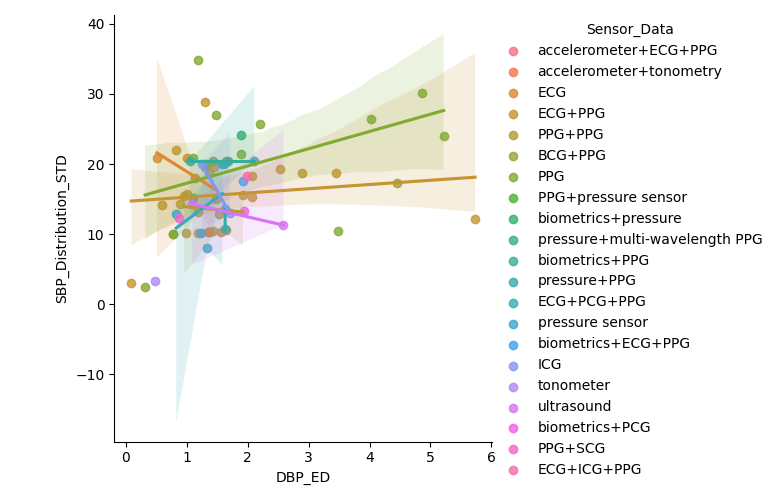 40
30
20
10
0
−10
SBP_Distribution_STD
0 1 2 3 4 5 6
DBP_ED
Sensor_Data
accelerometer+ECG+PPG
accelerometer+tonometry
ECG
ECG+PPG
PPG+PPG
BCG+PPG
PPG
PPG+pressure sensor
biometrics+pressure
pressure+multi-wavelength PPG
biometrics+PPG
pressure+PPG
ECG+PCG+PPG
pressure sensor
biometrics+ECG+PPG
ICG
tonometer
ultrasound
biometrics+PCG
PPG+SCG
ECG+ICG+PPG